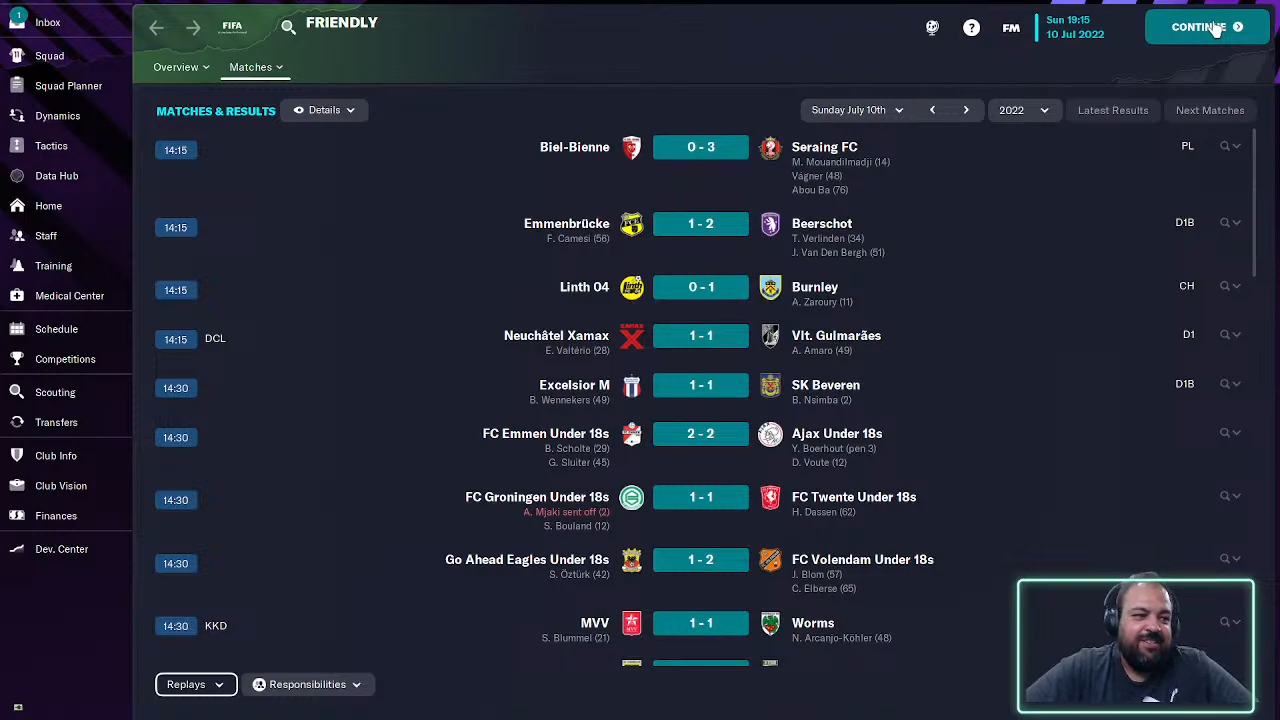 1
Inbox
Squad
Squad Planner
Dynamics
Tactics
Data Hub
Home
Staff
Training
Medical Center
Schedule
Competitions
Scouting
Transfers
Club Info
Club Vision
Finances
Dev. Center
FIFA
FRIENDLY
FM
Sun 19:15
10 Jul 2022
CONTINUE
Overview
Matches
MATCHES & RESULTS
Details
Sunday July 10th
2022
Latest Results
Next Matches
14:15 Biel-Bienne 0 - 3 Seraing FC PL
M. Mouandilmadji (14)
Vágner (48)
Abou Ba (76)
14:15 Emmenbrücke 1 - 2 Beerschot D1B
F. Camesi (56) T. Verlinden (34)
J. Van Den Bergh (51)
14:15 Linth 04 0 - 1 Burnley CH
A. Zaroury (11)
14:15 DCL Neuchâtel Xamax 1 - 1 Vlt. Guimarães D1
E. Valtério (28) A. Amaro (49)
14:30 Excelsior M 1 - 1 SK Beveren D1B
B. Wennekers (49) B. Nsimba (2)
14:30 FC Emmen Under 18s 2 - 2 Ajax Under 18s
B. Scholte (29) Y. Boerhout (pen 3)
G. Sluiter (45) D. Voute (12)
14:30 FC Groningen Under 18s 1 - 1 FC Twente Under 18s
A. Mjaki sent off (2) H. Dassen (62)
S. Bouland (12)
14:30 Go Ahead Eagles Under 18s 1 - 2 FC Volendam Under 18s
S. Öztürk (42) J. Blom (57)
C. Elberse (65)
14:30 KKD MVV 1 - 1 Worms
S. Blummel (21) N. Arcanjo-Köhler (48)
Replays
Responsibilities